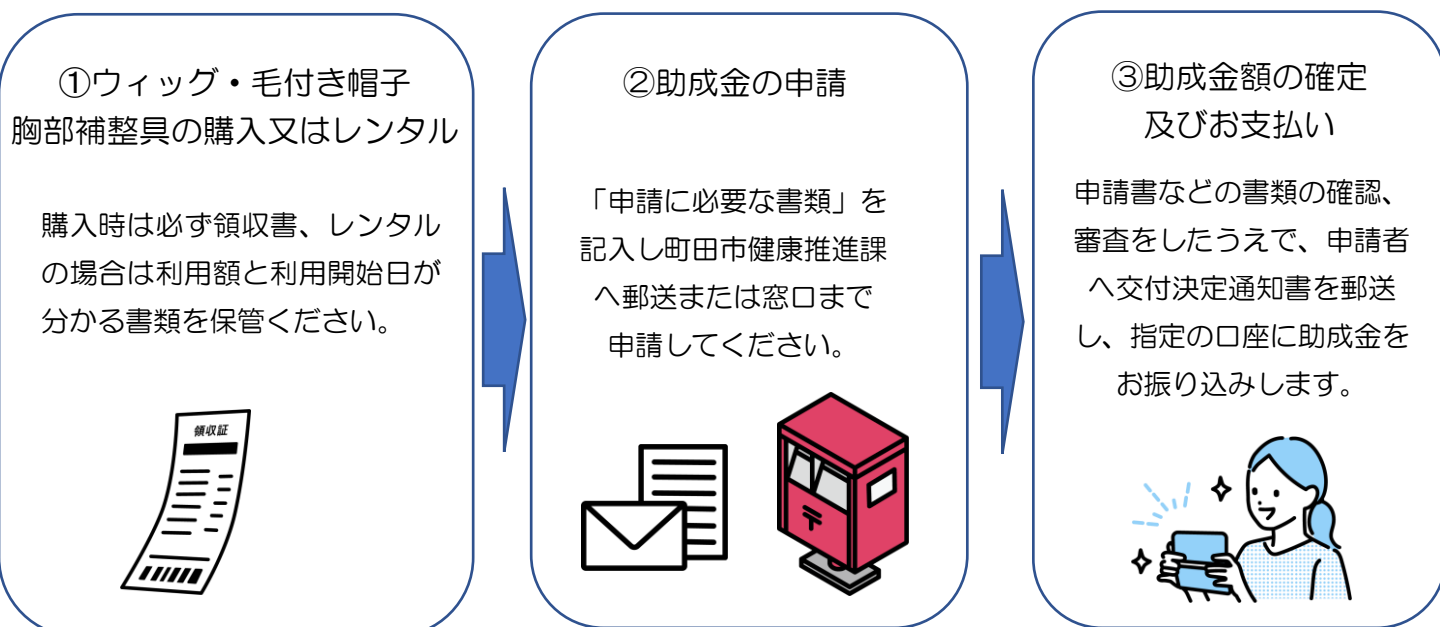 ①ウィッグ・毛付き帽子
胸部補整具の購入又はレンタル
購入時は必ず領収書、レンタル
の場合は利用額と利用開始日が
分かる書類を保管ください。
領収証
②助成金の申請
「申請に必要な書類」を
記入し町田市健康推進課
へ郵送または窓口まで
申請してください。
〒
③助成金額の確定
及びお支払い
申請書などの書類の確認、
審査をしたうえで、申請者
へ交付決定通知書を郵送
し、指定の口座に助成金を
お振り込みします。